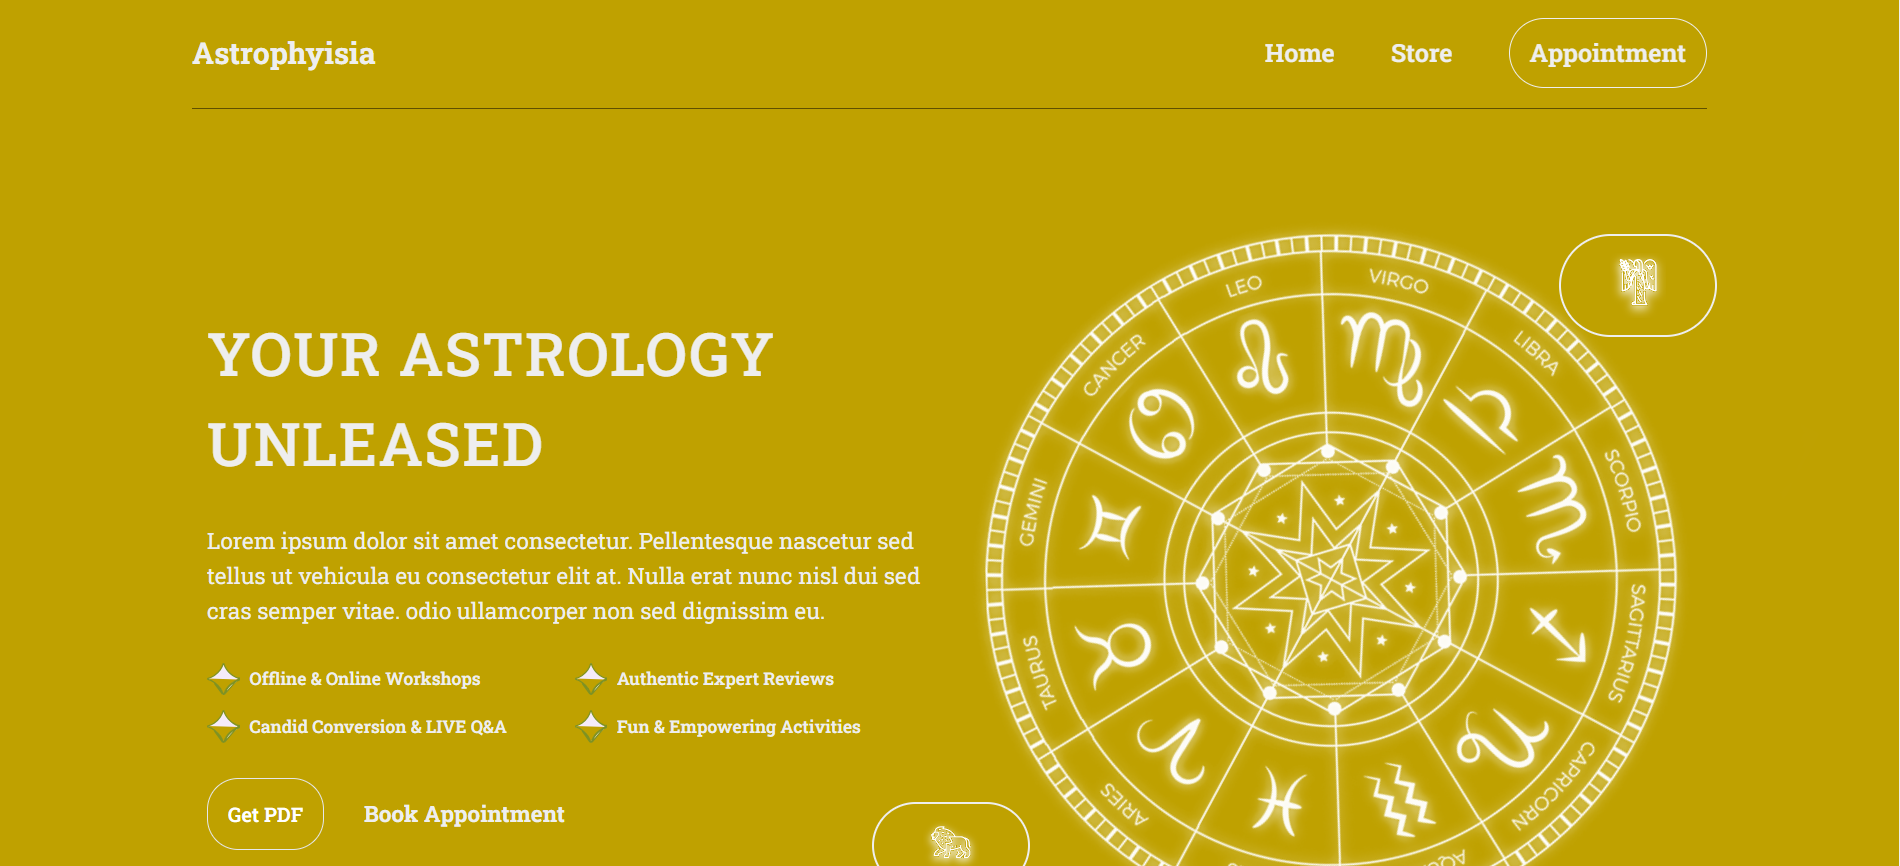 Astrophyisia
Home
Store
Appointment
YOUR ASTROLOGY
UNLEASED
Lorem ipsum dolor sit amet consectetur. Pellentesque nascetur sed
tellus ut vehicula eu consectetur elit at. Nulla erat nunc nisl dui sed
cras semper vitae. odio ullamcorper non sed dignissim eu.
Offline & Online Workshops
Authentic Expert Reviews
Candid Conversion & LIVE Q&A
Fun & Empowering Activities
Get PDF
Book Appointment
LEO
VIRGO
LIBRA
SCORPIO
SAGITTARIUS
CAPRICORN
ARIES
TAURUS
GEMINI
CANCER